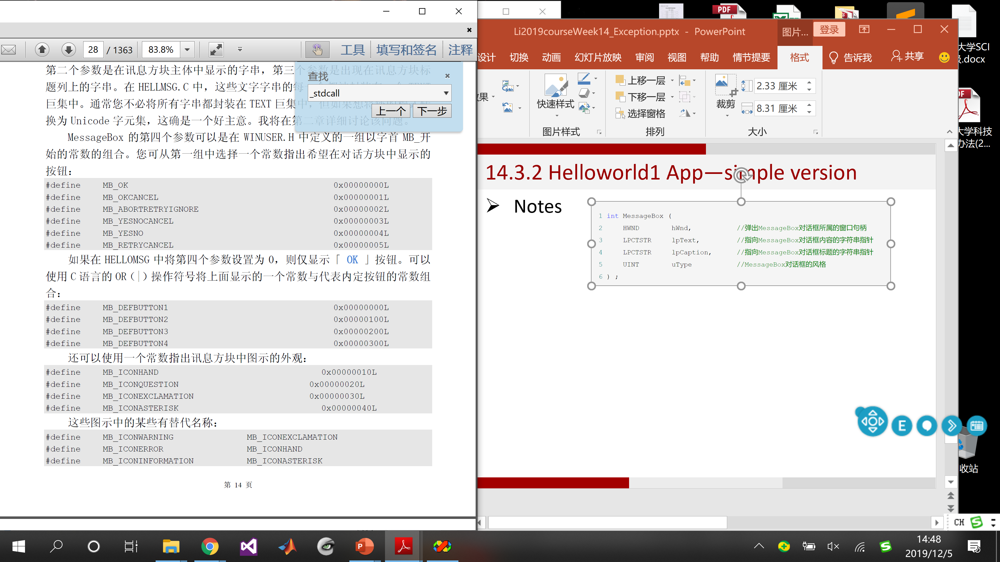 28 / 1363
83.8%
工具
填写和签名
注释
第二个参数是在讯息方块主体中显示的字串，第三个参数是出现在讯息方块标
题列上的字串。在 HELLMSG.C 中，这些文字字串的每一个都被封装在一个 TEXT
巨集中。通常您不必将所有字串都封装在 TEXT 巨集中，但如果想将
换为 Unicode 字元集，这确是一个好主意。我将在第二章详细讨论该问题。
查找
_stdcall
上一个 下一步
MessageBox 的第四个参数可以是在 WINUSER.H 中定义的一组以字首 MB_开
始的常数的组合。您可从第一组中选择一个常数指出希望在对话方块中显示的
按钮：
#define MB_OK 0x00000000L
#define MB_OKCANCEL 0x00000001L
#define MB_ABORTRETRYIGNORE 0x00000002L
#define MB_YESNOCANCEL 0x00000003L
#define MB_YESNO 0x00000004L
#define MB_RETRYCANCEL 0x00000005L
如果在 HELLOMSG 中将第四个参数设置为 0，则仅显示「 OK 」按钮。可以
使用 C 语言的 OR（|）操作符号将上面显示的一个常数与代表内定按钮的常数组
合：
#define MB_DEFBUTTON1 0x00000000L
#define MB_DEFBUTTON2 0x00000100L
#define MB_DEFBUTTON3 0x00000200L
#define MB_DEFBUTTON4 0x00000300L
还可以使用一个常数指出讯息方块中图示的外观：
#define MB_ICONHAND 0x00000010L
#define MB_ICONQUESTION 0x00000020L
#define MB_ICONEXCLAMATION 0x00000030L
#define MB_ICONASTERISK 0x00000040L
这些图示中的某些有替代名称：
#define MB_ICONWARNING MB_ICONEXCLAMATION
#define MB_ICONERROR MB_ICONHAND
#define MB_ICONINFORMATION MB_ICONASTERISK
第 14 页
Li2019courseWeek14_Exception.pptx - PowerPoint
图片...
登录
设计 切换 动画 幻灯片放映 审阅 视图 帮助 情节提要 格式 告诉我 共享
效果
快速样式
图片样式
上移一层
下移一层
选择窗格
排列
裁剪
2.33 厘米
8.31 厘米
大小
14.3.2 Helloworld1 App—simple version
Notes
1 int MessageBox (
2 HWND hWnd, //弹出MessageBox对话框所属的窗口句柄
3 LPCTSTR lpText, //指向MessageBox对话框内容的字符串指针
4 LPCTSTR lpCaption, //指向MessageBox对话框标题的字符串指针
5 UINT uType //MessageBox对话框的风格
6 ) ;
PDF
大学SCI
.docx
大学科技
办法(2...
E
收站
CH
14:48
2019/12/5